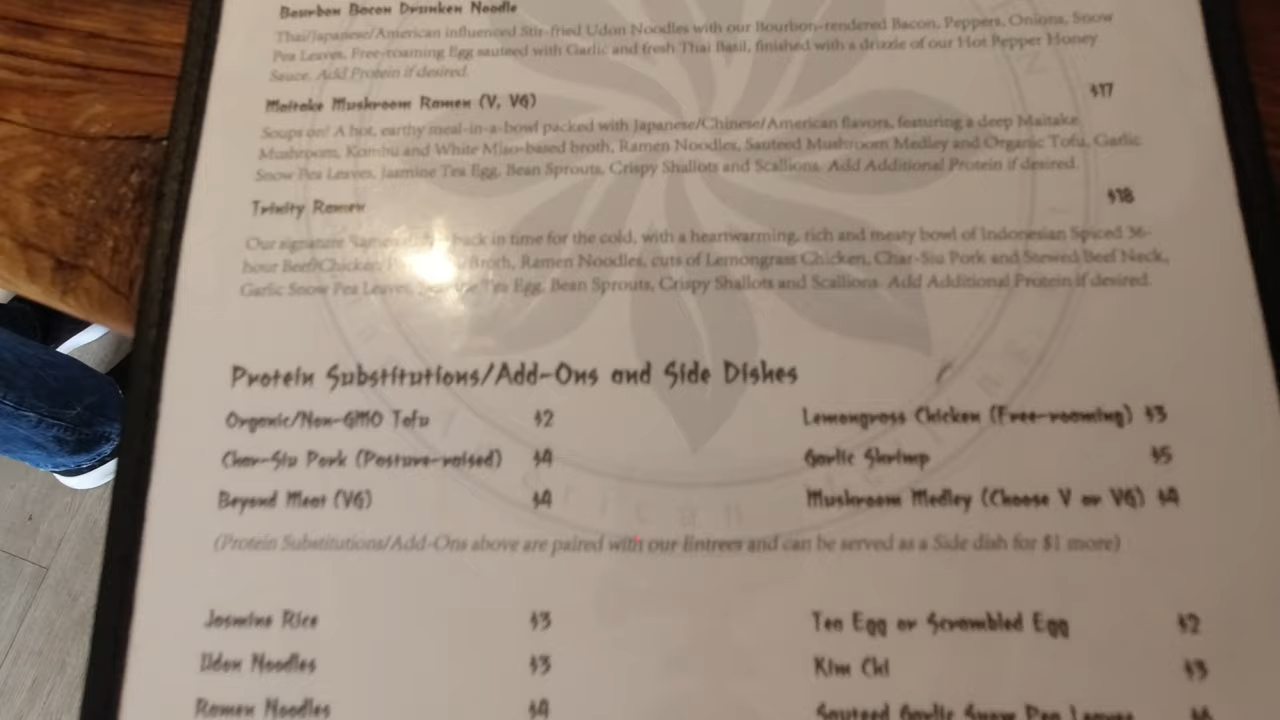 Bourbon Bacon Drunken Noodle
Thai/Japanese/American influenced Stir-fried Udon Noodles with our Bourbon-rendered Bacon, Peppers, Onions, Snow
Pea Leaves, Free-roaming Egg sauteed with Garlic and fresh Thai Basil, finished with a drizzle of our Hot Pepper Honey
Sauce. Add Protein if desired.
Maitake Mushroom Ramen (V, VG) $17
Soups on! A hot, earthy meal-in-a-bowl packed with Japanese/Chinese/American flavors, featuring a deep Maitake
Mushroom, Kombu and White Miso-based broth, Ramen Noodles, Sauteed Mushroom Medley and Organic Tofu, Garlic
Snow Pea Leaves, Jasmine Tea Egg, Bean Sprouts, Crispy Shallots and Scallions. Add Additional Protein if desired.
Trinity Ramen $18
Our signature Ramen back in time for the cold, with a heartwarming, rich and meaty bowl of Indonesian Spiced 36-
hour Beef/Chicken/ Broth, Ramen Noodles, cuts of Lemongrass Chicken, Char-Siu Pork and Stewed Beef Neck,
Garlic Snow Pea Leaves, Tea Egg, Bean Sprouts, Crispy Shallots and Scallions. Add Additional Protein if desired.
Protein Substitutions/Add-Ons and Side Dishes
Organic/Non-GMO Tofu $2 Lemongrass Chicken (Free-roaming) $3
Char-Siu Pork (Pasture-raised) $4 Garlic Shrimp $5
Beyond Meat (VG) $4 Mushroom Medley (Choose V or VG) $4
(Protein Substitutions/Add-Ons above are paired with our Entrees and can be served as a Side dish for $1 more)
Jasmine Rice $3 Tea Egg or Scrambled Egg $2
Udon Noodles $3 Kim Chi $3
Ramen Noodles $4 Sauteed Garlic Snow Pea Leaves